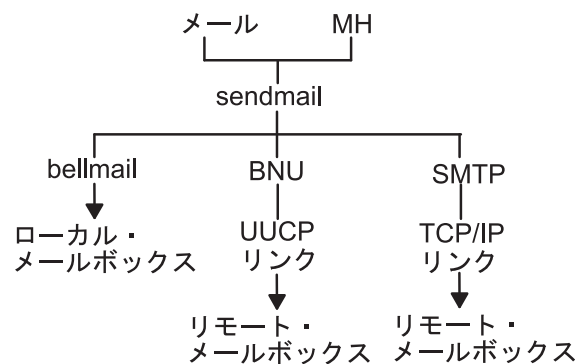 メール MH
sendmail
bellmail BNU SMTP
ローカル・
メールボックス
UUCP
リンク
TCP/IP
リンク
リモート・
メールボックス
リモート・
メールボックス